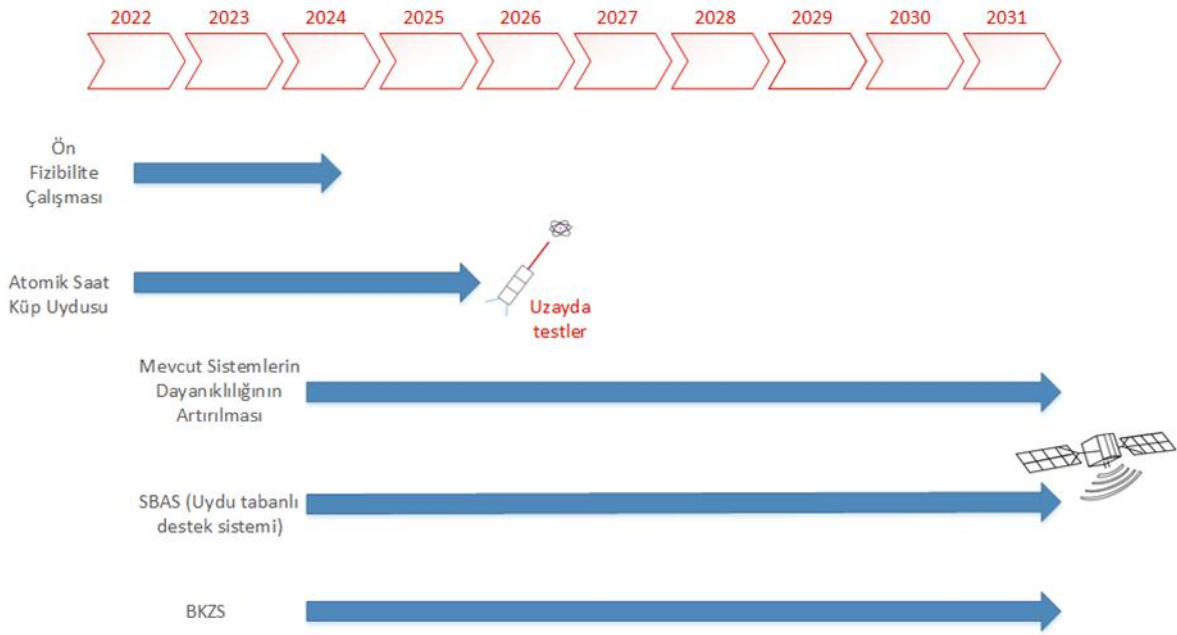 2022 2023 2024 2025 2026 2027 2028 2029 2030 2031
Ön
Fizibilite
Çalışması
Atomik Saat
Küp Uydusu
Uzayda
testler
Mevcut Sistemlerin
Dayanıklılığının
Artırılması
SBAS (Uydu tabanlı
destek sistemi)
BKZS